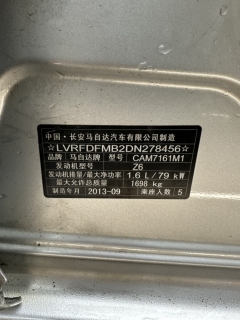 中国·长安马自达汽车有限公司制造
☆LVRFDFMB2DN278456☆
品牌 马自达牌 型号 CAM7161M1
发动机型号 Z6
发动机排量及最大净功率 1.6 L/79 kW
最大允许总质量 1698 kg
制造年月 2013-09 乘座人数 5